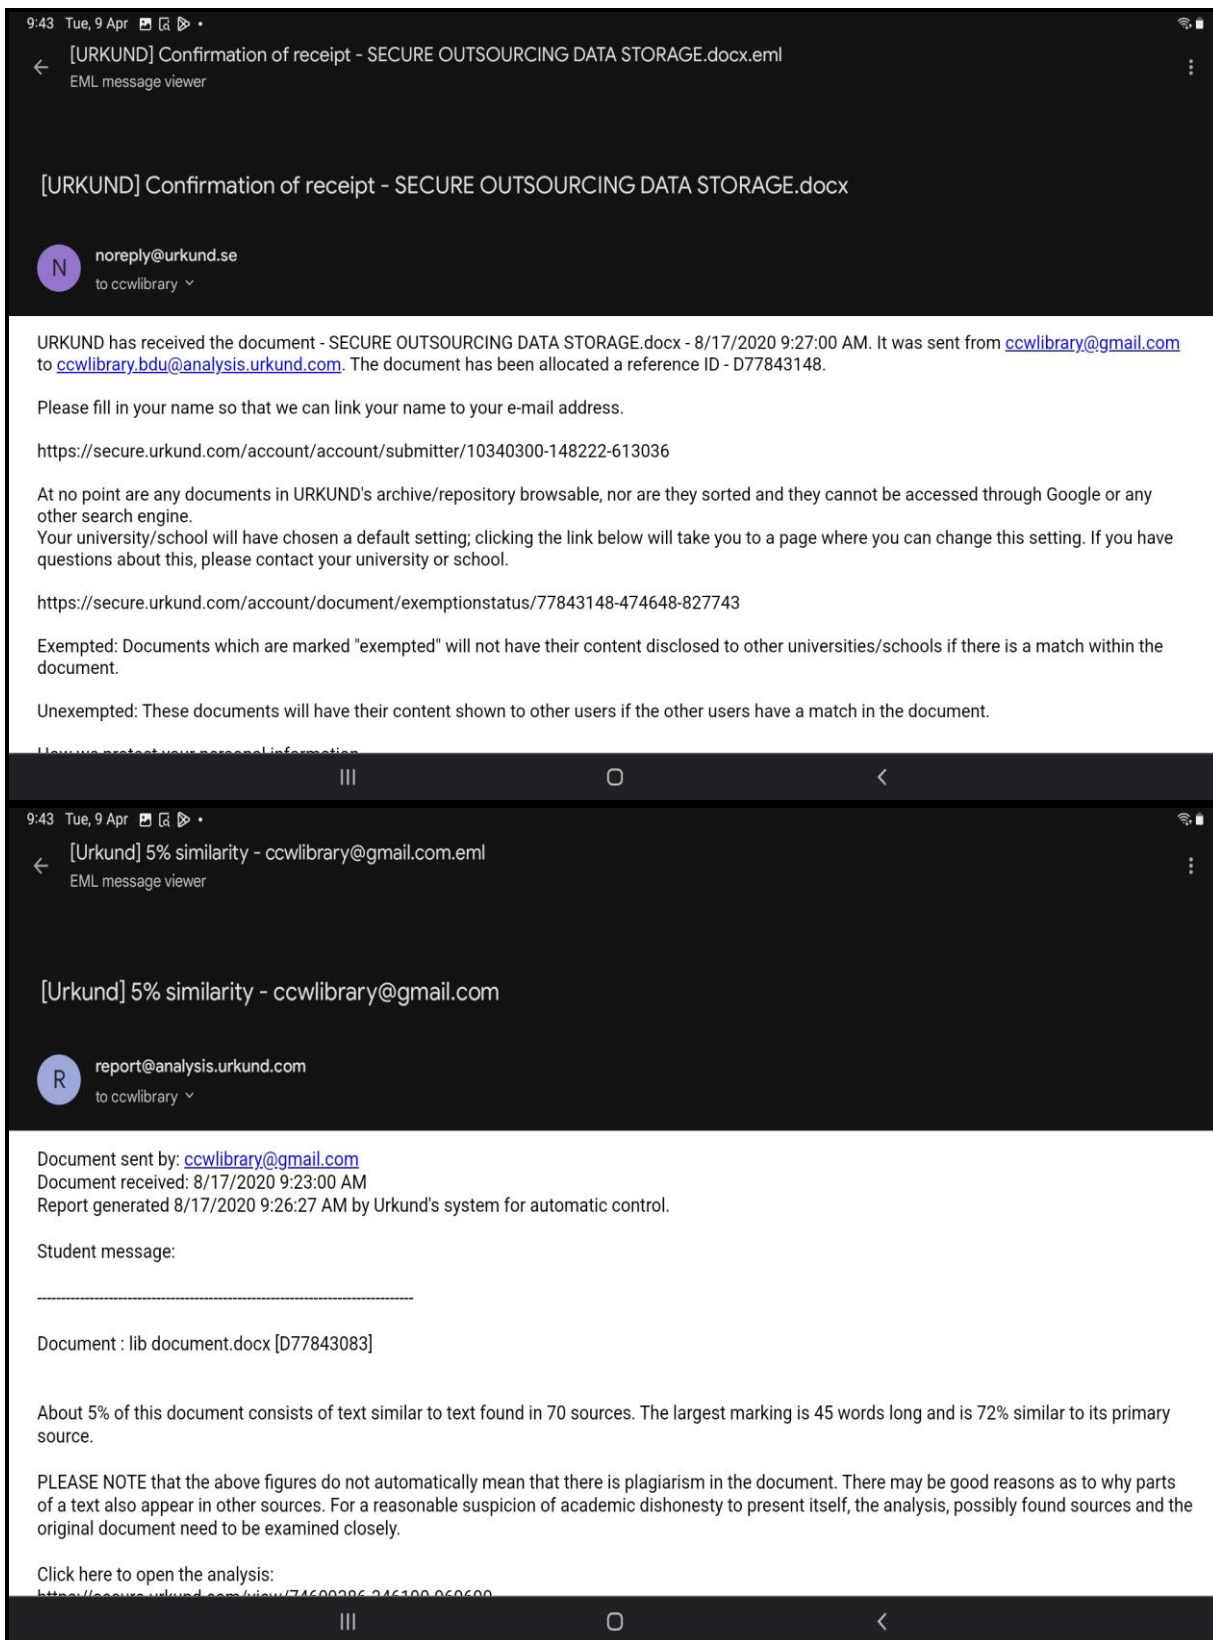 9:43 Tue, 9 Apr
[URKUND] Confirmation of receipt - SECURE OUTSOURCING DATA STORAGE.docx.eml
EML message viewer
[URKUND] Confirmation of receipt - SECURE OUTSOURCING DATA STORAGE.docx
N
noreply@urkund.se
to ccwlibrary
URKUND has received the document - SECURE OUTSOURCING DATA STORAGE.docx - 8/17/2020 9:27:00 AM. It was sent from ccwlibrary@gmail.com
to ccwlibrary.bdu@analysis.urkund.com. The document has been allocated a reference ID - D77843148.
Please fill in your name so that we can link your name to your e-mail address.
https://secure.urkund.com/account/account/submitter/10340300-148222-613036
At no point are any documents in URKUND's archive/repository browsable, nor are they sorted and they cannot be accessed through Google or any
other search engine.
Your university/school will have chosen a default setting; clicking the link below will take you to a page where you can change this setting. If you have
questions about this, please contact your university or school.
https://secure.urkund.com/account/document/exemptionstatus/77843148-474648-827743
Exempted: Documents which are marked "exempted" will not have their content disclosed to other universities/schools if there is a match within the
document.
Unexempted: These documents will have their content shown to other users if the other users have a match in the document.
How we protect your personal information
9:43 Tue, 9 Apr
[Urkund] 5% similarity - ccwlibrary@gmail.com.eml
EML message viewer
[Urkund] 5% similarity - ccwlibrary@gmail.com
R
report@analysis.urkund.com
to ccwlibrary
Document sent by: ccwlibrary@gmail.com
Document received: 8/17/2020 9:23:00 AM
Report generated 8/17/2020 9:26:27 AM by Urkund's system for automatic control.
Student message:
--------------------------------------------------------------------------------
Document : lib document.docx [D77843083]
About 5% of this document consists of text similar to text found in 70 sources. The largest marking is 45 words long and is 72% similar to its primary
source.
PLEASE NOTE that the above figures do not automatically mean that there is plagiarism in the document. There may be good reasons as to why parts
of a text also appear in other sources. For a reasonable suspicion of academic dishonesty to present itself, the analysis, possibly found sources and the
original document need to be examined closely.
Click here to open the analysis: